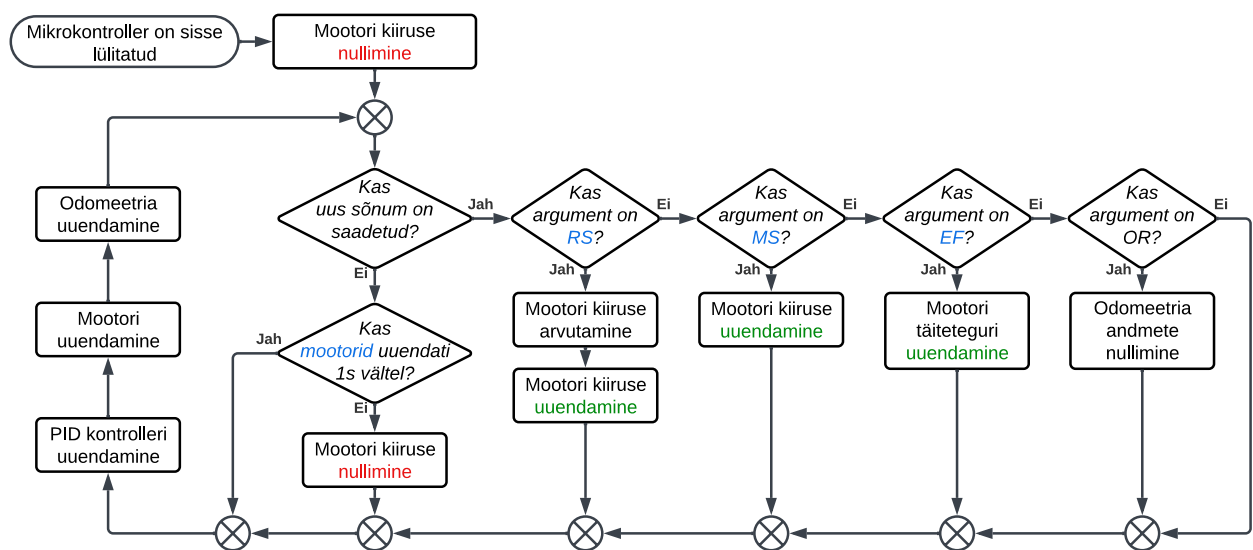 Mikrokontroller on sisse
lülitatud
Mootori kiiruse
nullimine
Odomeetria
uuendamine
Mootori
uuendamine
PID kontrolleri
uuendamine
Kas
uus sõnum on
saadetud?
Jah
Ei
Kas
mootorid uuendati
1s vältel?
Jah
Ei
Mootori kiiruse
nullimine
Kas
argument on
RS?
Ei
Jah
Mootori kiiruse
arvutamine
Mootori kiiruse
uuendamine
Kas
argument on
MS?
Ei
Jah
Mootori kiiruse
uuendamine
Kas
argument on
EF?
Ei
Jah
Mootori
täiteteguri
uuendamine
Kas
argument on
OR?
Ei
Jah
Odomeetria
andmete
nullimine